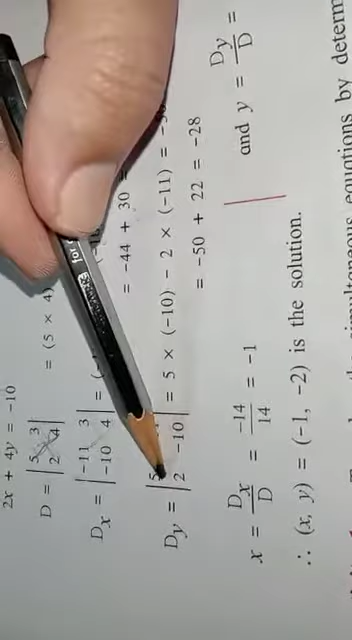 2x + 4y = -10
D = |5 3| = (5 × 4)
|2 4|
Dx = |-11 3| = (
|-10 4|
= -44 + 30 =
Dy = |5
|2 -10| = 5 × (-10) - 2 × (-11) =
= -50 + 22 = -28
x = Dx/D = -14/14 = -1 and y = Dy/D =
∴ (x, y) = (-1, -2) is the solution.
simultaneous equations by